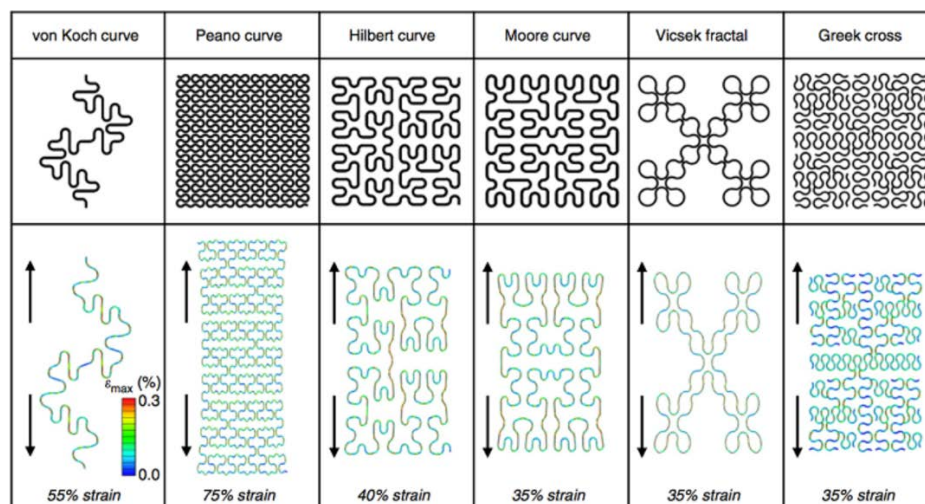 von Koch curve
Peano curve
Hilbert curve
Moore curve
Vicsek fractal
Greek cross
εmax (%)
0.3
0.0
55% strain
75% strain
40% strain
35% strain
35% strain
35% strain